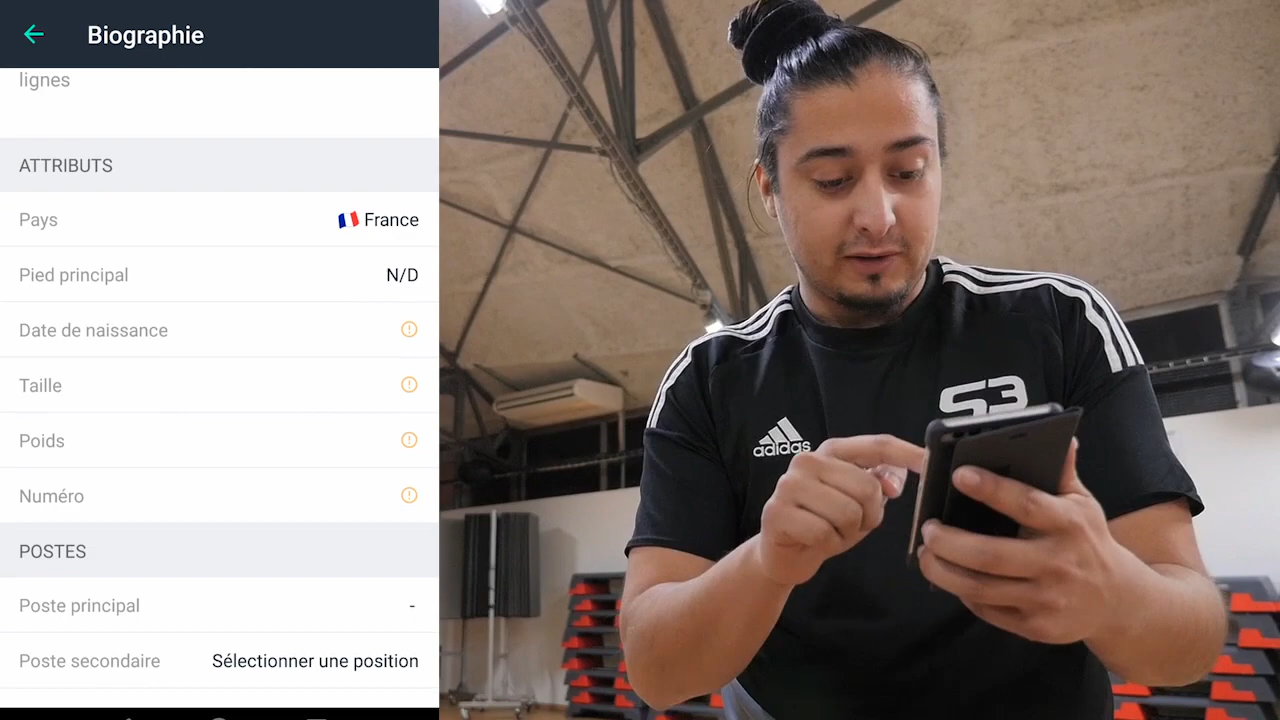 Biographie
lignes
ATTRIBUTS
Pays
France
Pied principal
N/D
Date de naissance
Taille
Poids
Numéro
POSTES
Poste principal
-
Poste secondaire
Sélectionner une position
adidas
S3